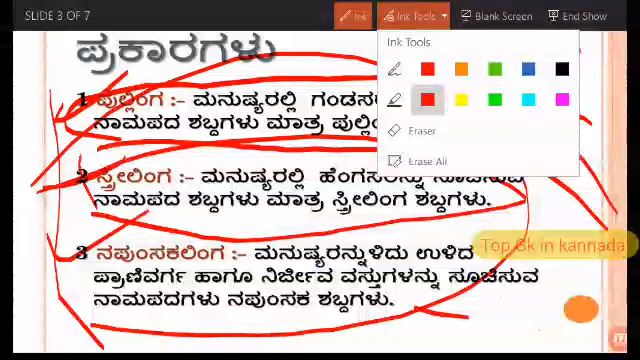 SLIDE 3 OF 7
Ink
Ink Tools
Blank Screen
End Show
ಪ್ರಕಾರಗಳು
Ink Tools
Eraser
Erase All
1 ಪುಲ್ಲಿಂಗ :- ಮನುಷ್ಯರಲ್ಲಿ ಗಂಡಸ
ನಾಮಪದ ಶಬ್ದಗಳು ಮಾತ್ರ ಪುಲ್ಲಿಂ
2 ಸ್ತ್ರೀಲಿಂಗ :- ಮನುಷ್ಯರಲ್ಲಿ ಹೆಂಗಸರನ್ನು ಸೂಚಿಸುವ
ನಾಮಪದ ಶಬ್ದಗಳು ಮಾತ್ರ ಸ್ತ್ರೀಲಿಂಗ ಶಬ್ದಗಳು.
3 ನಪುಂಸಕಲಿಂಗ :- ಮನುಷ್ಯರನ್ನುಳಿದು ಉಳಿದ
ಪ್ರಾಣಿವರ್ಗ ಹಾಗೂ ನಿರ್ಜೀವ ವಸ್ತುಗಳನ್ನು ಸೂಚಿಸುವ
ನಾಮಪದಗಳು ನಪುಂಸಕ ಶಬ್ದಗಳು.
Top Gk in kannada